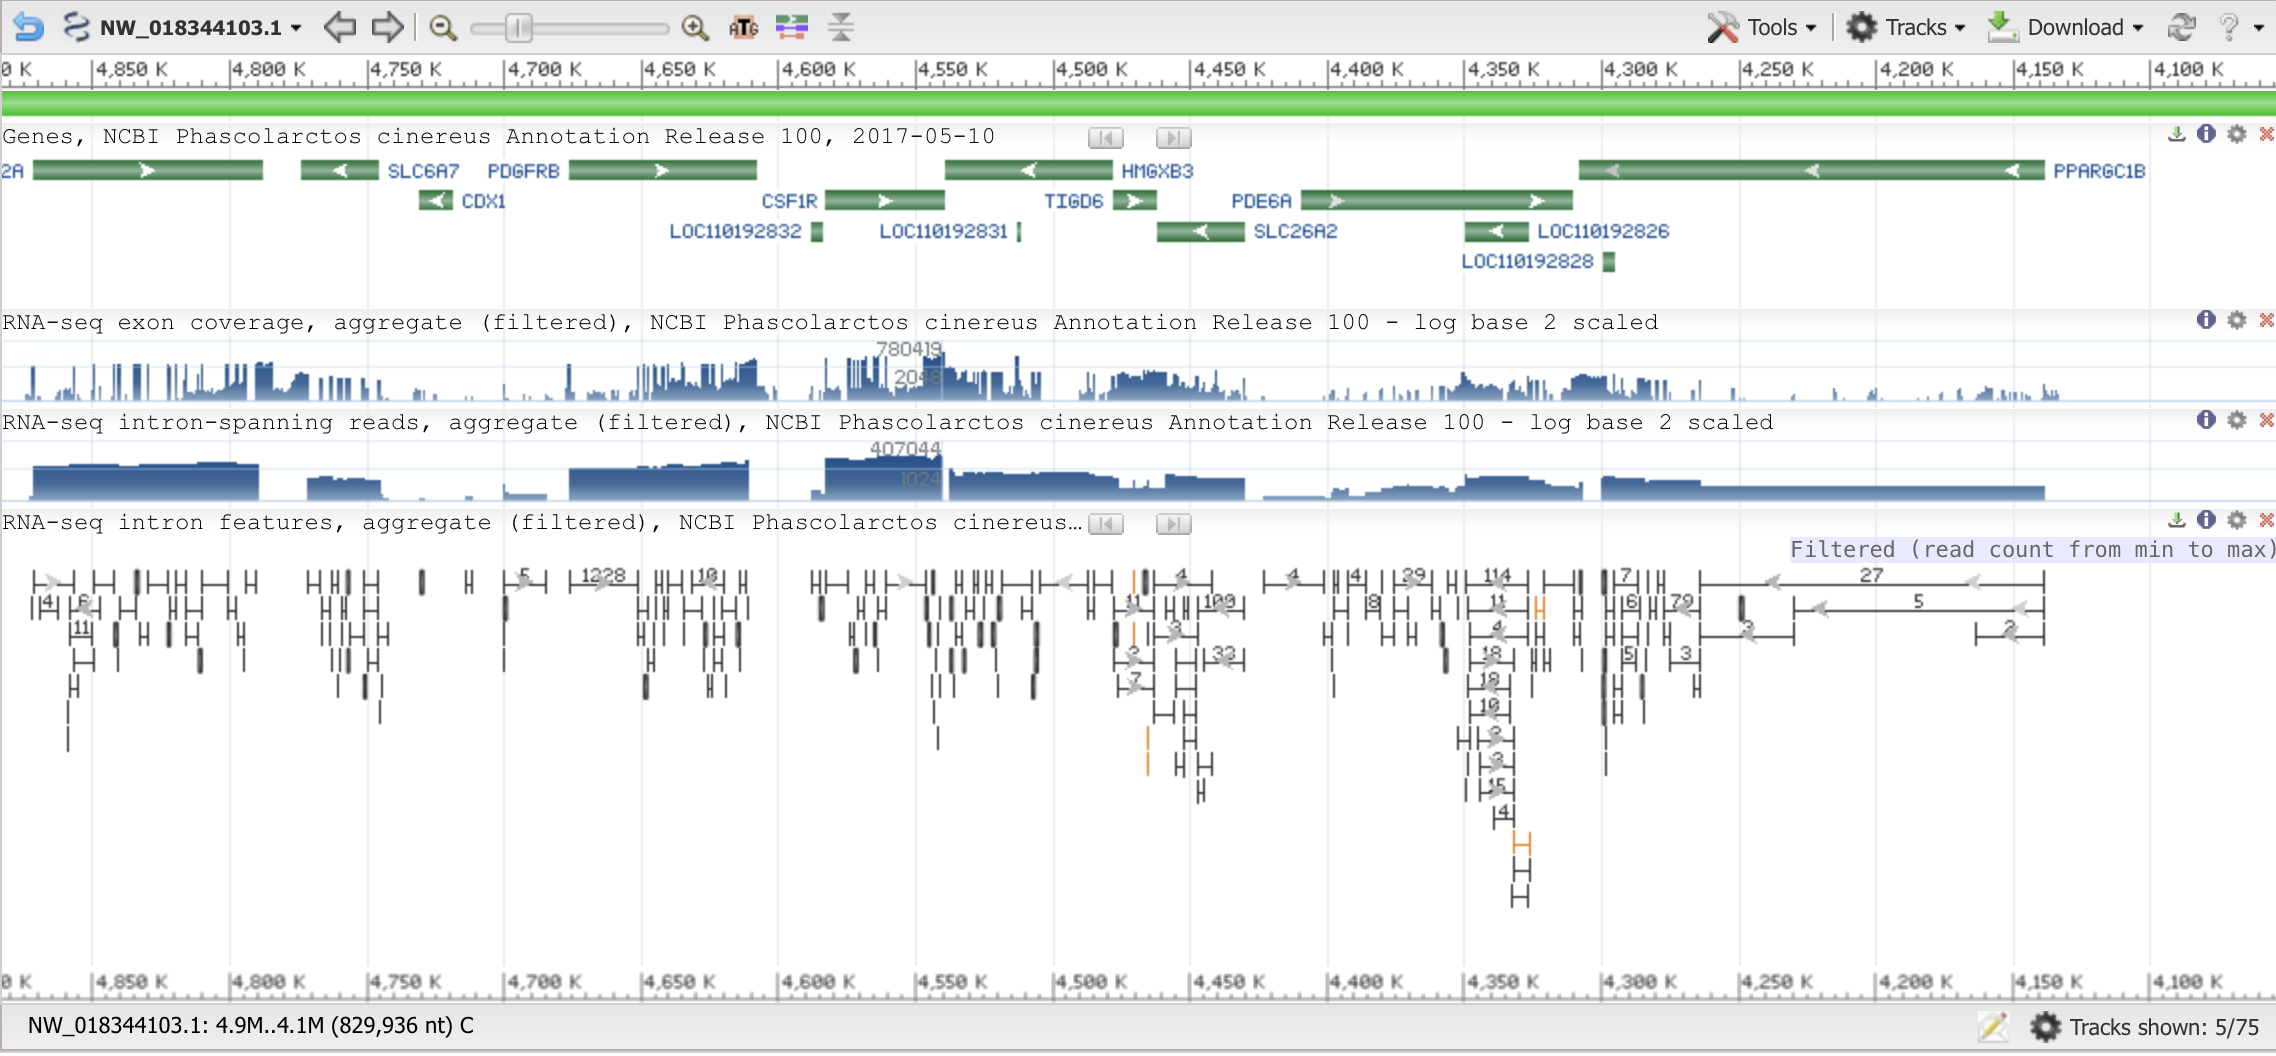 NW_018344103.1 Tools Tracks Download ?
0 K 4,850 K 4,800 K 4,750 K 4,700 K 4,650 K 4,600 K 4,550 K 4,500 K 4,450 K 4,400 K 4,350 K 4,300 K 4,250 K 4,200 K 4,150 K 4,100 K
Genes, NCBI Phascolarctos cinereus Annotation Release 100, 2017-05-10
2A SLC6A7 PDGFRB HMGXB3 PPARGC1B
CDX1 CSF1R TIGD6 PDE6A
LOC110192832 LOC110192831 SLC26A2 LOC110192826
LOC110192828
RNA-seq exon coverage, aggregate (filtered), NCBI Phascolarctos cinereus Annotation Release 100 - log base 2 scaled
780419
2048
RNA-seq intron-spanning reads, aggregate (filtered), NCBI Phascolarctos cinereus Annotation Release 100 - log base 2 scaled
407044
1024
RNA-seq intron features, aggregate (filtered), NCBI Phascolarctos cinereus…
Filtered (read count from min to max)
5 1228 10 4 4 4 39 114 7 27
4 6 11 109 8 11 6 79 5
11 3 4 3 2
2 33 18 5 3
7 18
10
2
3
15
4
0 K 4,850 K 4,800 K 4,750 K 4,700 K 4,650 K 4,600 K 4,550 K 4,500 K 4,450 K 4,400 K 4,350 K 4,300 K 4,250 K 4,200 K 4,150 K 4,100 K
NW_018344103.1: 4.9M..4.1M (829,936 nt) C Tracks shown: 5/75